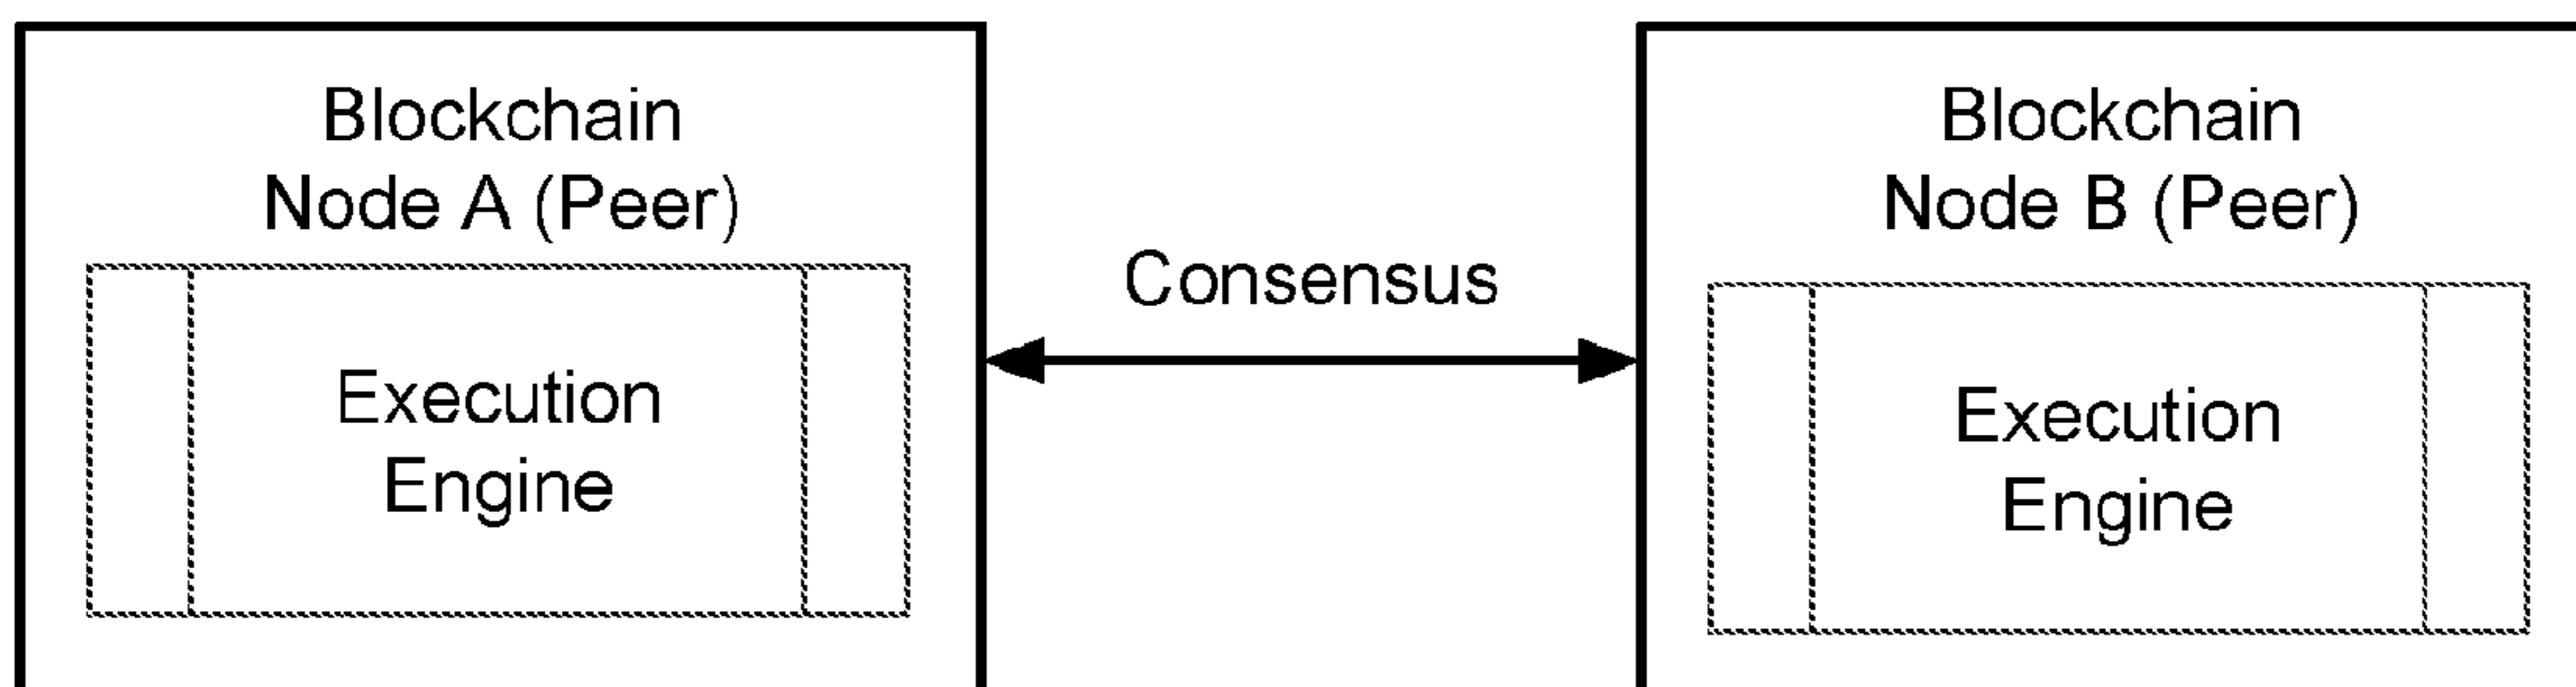 Blockchain
Node A (Peer)
Execution
Engine
Consensus
Blockchain
Node B (Peer)
Execution
Engine